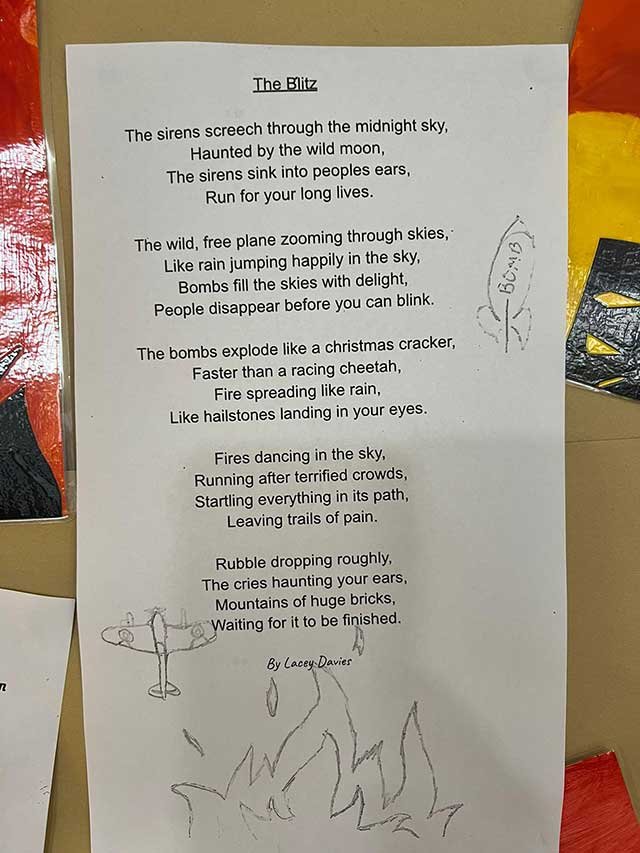 The Blitz
The sirens screech through the midnight sky,
Haunted by the wild moon,
The sirens sink into peoples ears,
Run for your long lives.
The wild, free plane zooming through skies,
Like rain jumping happily in the sky,
Bombs fill the skies with delight,
People disappear before you can blink.
BOMB
The bombs explode like a christmas cracker,
Faster than a racing cheetah,
Fire spreading like rain,
Like hailstones landing in your eyes.
Fires dancing in the sky,
Running after terrified crowds,
Startling everything in its path,
Leaving trails of pain.
Rubble dropping roughly,
The cries haunting your ears,
Mountains of huge bricks,
Waiting for it to be finished.
By Lacey Davies